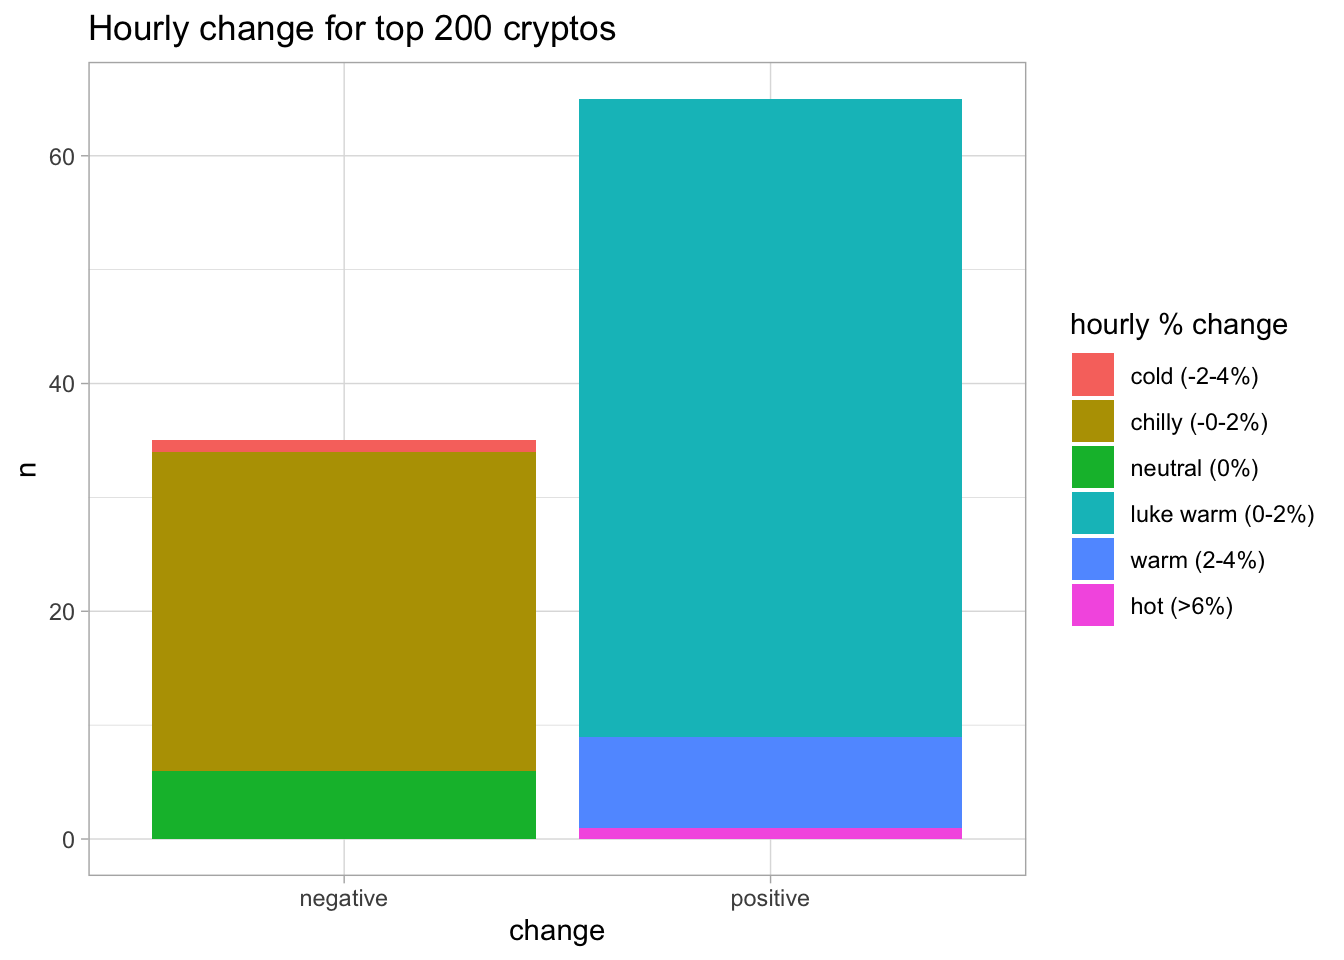 Hourly change for top 200 cryptos
60
40
20
0
n
negative
positive
change
hourly % change
cold (-2-4%)
chilly (-0-2%)
neutral (0%)
luke warm (0-2%)
warm (2-4%)
hot (>6%)